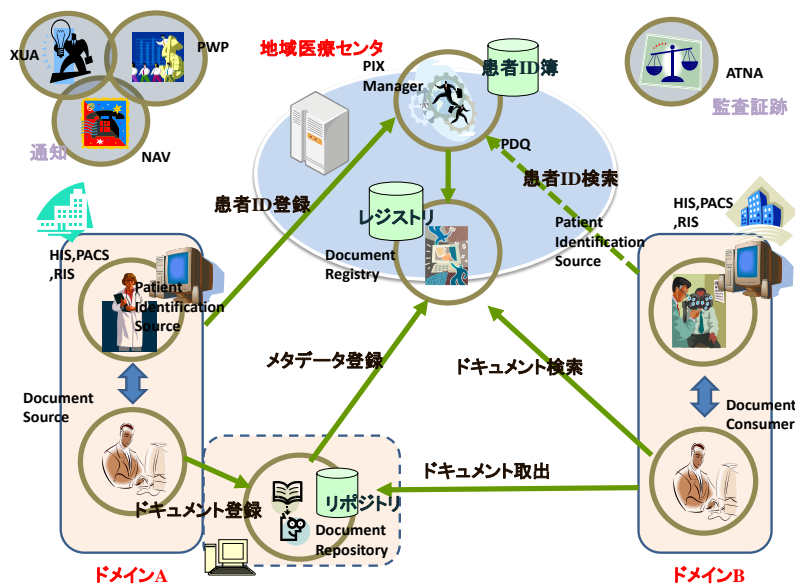 XUA
PWP
通知
NAV
地域医療センタ
PIX
Manager
患者ID簿
PDQ
ATNA
監査証跡
患者ID登録
患者ID検索
レジストリ
Document
Registry
Patient
Identification
Source
HIS,PACS
,RIS
Patient
Identification
Source
HIS,PACS
,RIS
メタデータ登録
ドキュメント検索
Document
Source
Document
Consumer
ドキュメント取出
ドキュメント登録
リポジトリ
Document
Repository
ドメインA
ドメインB